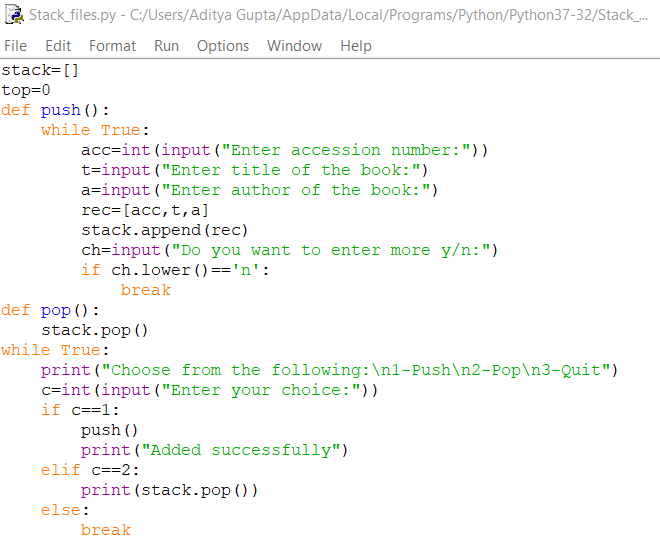 Stack_files.py - C:/Users/Aditya Gupta/AppData/Local/Programs/Python/Python37-32/Stack_...
File Edit Format Run Options Window Help
stack=[]
top=0
def push():
    while True:
        acc=int(input("Enter accession number:"))
        t=input("Enter title of the book:")
        a=input("Enter author of the book:")
        rec=[acc,t,a]
        stack.append(rec)
        ch=input("Do you want to enter more y/n:")
        if ch.lower()=='n':
            break
def pop():
    stack.pop()
while True:
    print("Choose from the following:\n1-Push\n2-Pop\n3-Quit")
    c=int(input("Enter your choice:"))
    if c==1:
        push()
        print("Added successfully")
    elif c==2:
        print(stack.pop())
    else:
        break